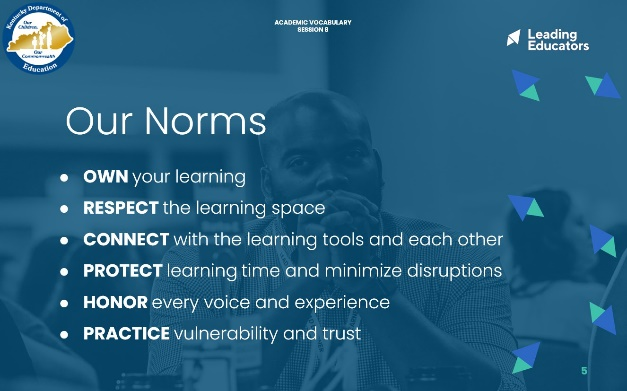 Kentucky Department of
Our
Children,
Our
Commonwealth
Education
ACADEMIC VOCABULARY
SESSION 8
Leading
Educators
Our Norms
• OWN your learning
• RESPECT the learning space
• CONNECT with the learning tools and each other
• PROTECT learning time and minimize disruptions
• HONOR every voice and experience
• PRACTICE vulnerability and trust
5